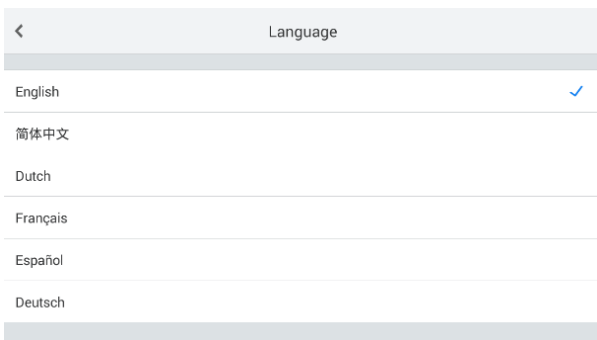 Language
English
简体中文
Dutch
Français
Español
Deutsch